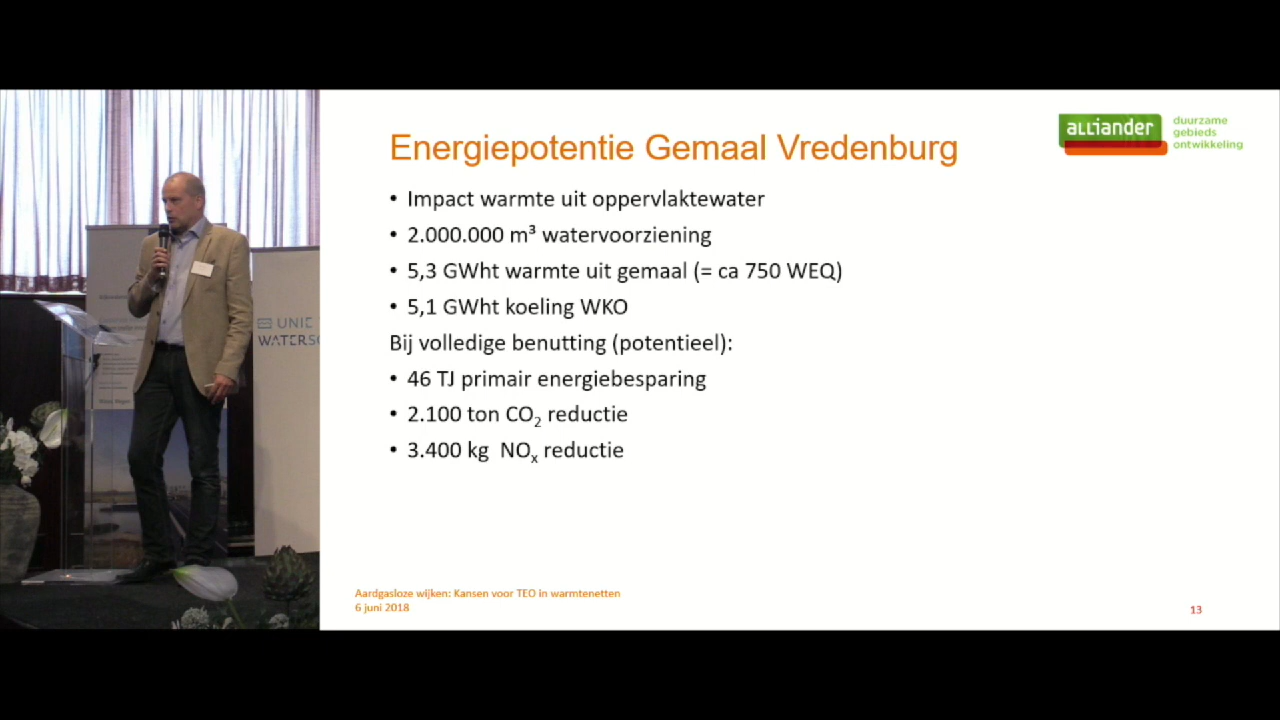 Energiepotentie Gemaal Vredenburg
alliander
duurzame
gebieds
ontwikkeling
• Impact warmte uit oppervlaktewater
• 2.000.000 m³ watervoorziening
• 5,3 GWht warmte uit gemaal (= ca 750 WEQ)
• 5,1 GWht koeling WKO
Bij volledige benutting (potentieel):
• 46 TJ primair energiebesparing
• 2.100 ton CO₂ reductie
• 3.400 kg  NOₓ reductie
Aardgasloze wijken: Kansen voor TEO in warmtenetten
6 juni 2018
13
UNIE
WATERSC